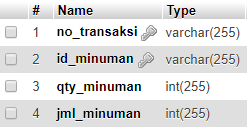 # Name Type
1 no_transaksi varchar(255)
2 id_minuman varchar(255)
3 qty_minuman int(255)
4 jml_minuman int(255)